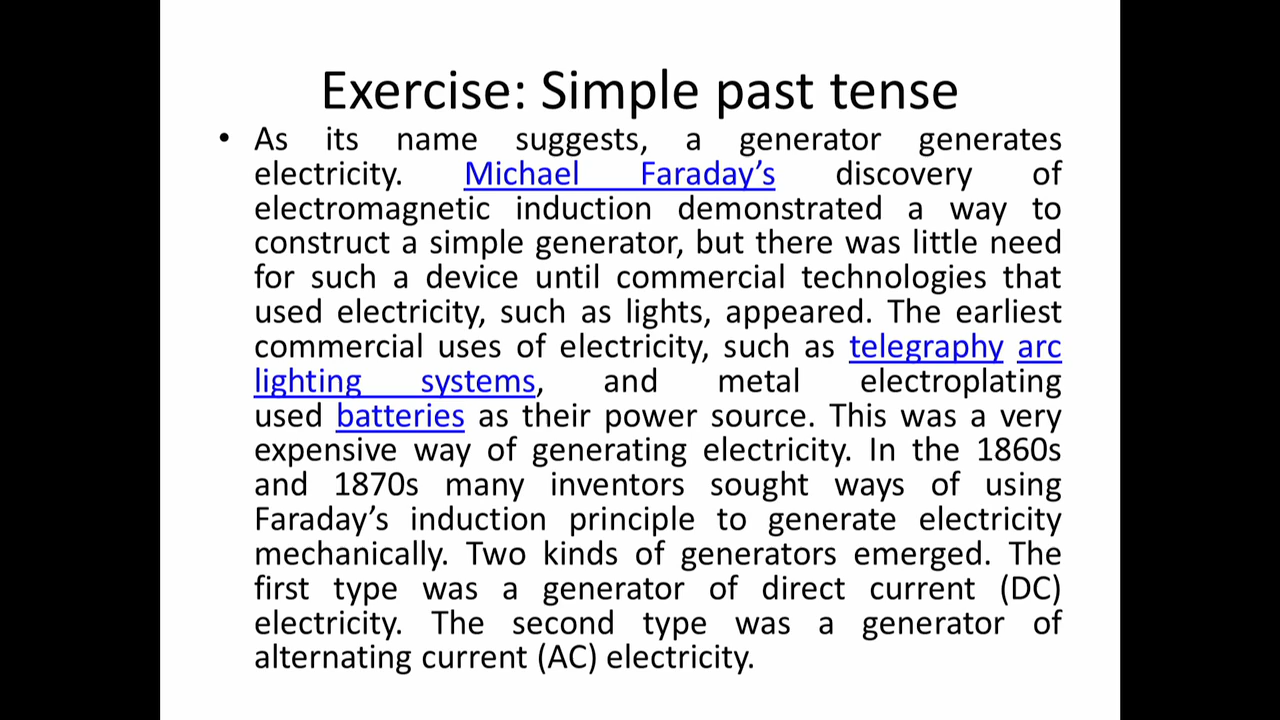 Exercise: Simple past tense
• As its name suggests, a generator generates
electricity. Michael Faraday’s discovery of
electromagnetic induction demonstrated a way to
construct a simple generator, but there was little need
for such a device until commercial technologies that
used electricity, such as lights, appeared. The earliest
commercial uses of electricity, such as telegraphy arc
lighting systems, and metal electroplating
used batteries as their power source. This was a very
expensive way of generating electricity. In the 1860s
and 1870s many inventors sought ways of using
Faraday’s induction principle to generate electricity
mechanically. Two kinds of generators emerged. The
first type was a generator of direct current (DC)
electricity. The second type was a generator of
alternating current (AC) electricity.